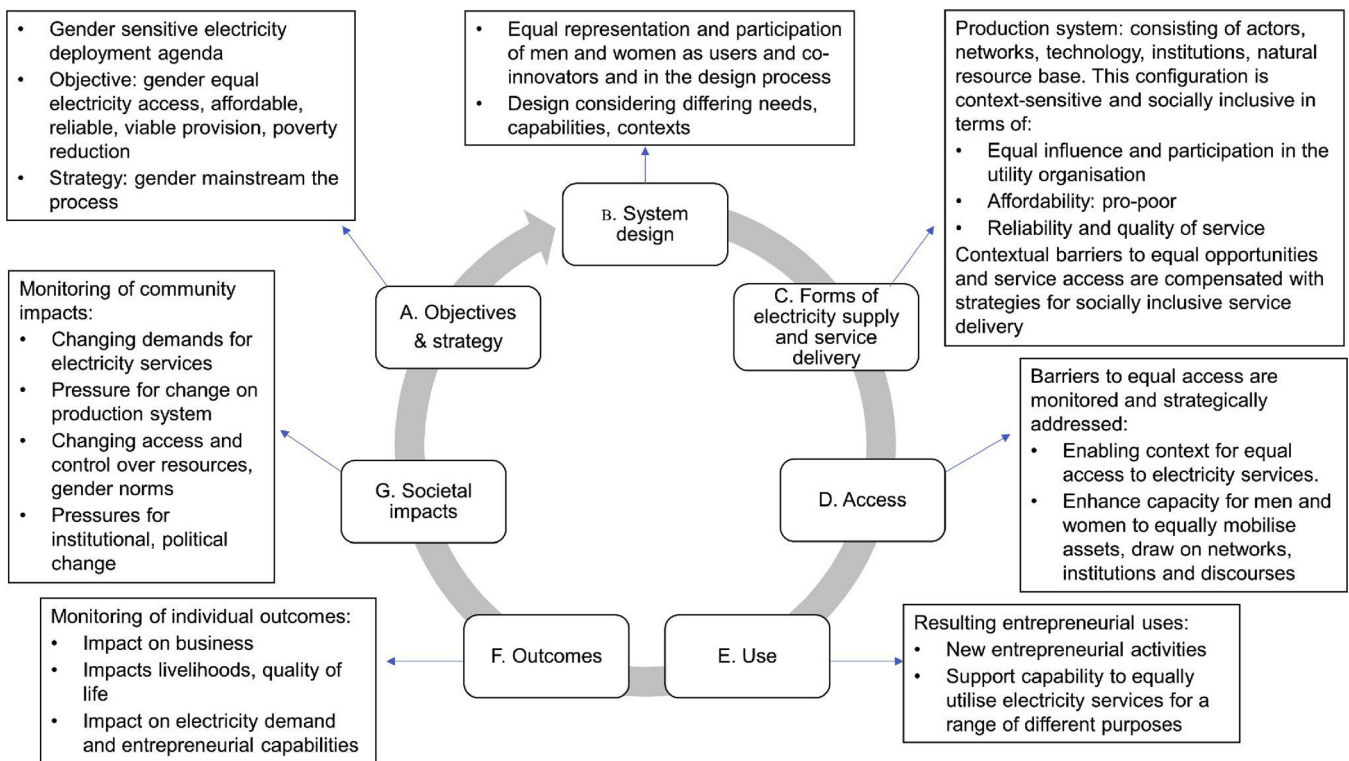 • Gender sensitive electricity
deployment agenda
• Objective: gender equal
electricity access, affordable,
reliable, viable provision, poverty
reduction
• Strategy: gender mainstream the
process
• Equal representation and participation
of men and women as users and co-
innovators and in the design process
• Design considering differing needs,
capabilities, contexts
Production system: consisting of actors,
networks, technology, institutions, natural
resource base. This configuration is
context-sensitive and socially inclusive in
terms of:
• Equal influence and participation in the
utility organisation
• Affordability: pro-poor
• Reliability and quality of service
Contextual barriers to equal opportunities
and service access are compensated with
strategies for socially inclusive service
delivery
B. System
design
A. Objectives
& strategy
C. Forms of
electricity supply
and service
delivery
Monitoring of community
impacts:
• Changing demands for
electricity services
• Pressure for change on
production system
• Changing access and
control over resources,
gender norms
• Pressures for
institutional, political
change
G. Societal
impacts
D. Access
Barriers to equal access are
monitored and strategically
addressed:
• Enabling context for equal
access to electricity services.
• Enhance capacity for men and
women to equally mobilise
assets, draw on networks,
institutions and discourses
Monitoring of individual outcomes:
• Impact on business
• Impacts livelihoods, quality of
life
• Impact on electricity demand
and entrepreneurial capabilities
F. Outcomes
E. Use
Resulting entrepreneurial uses:
• New entrepreneurial activities
• Support capability to equally
utilise electricity services for a
range of different purposes